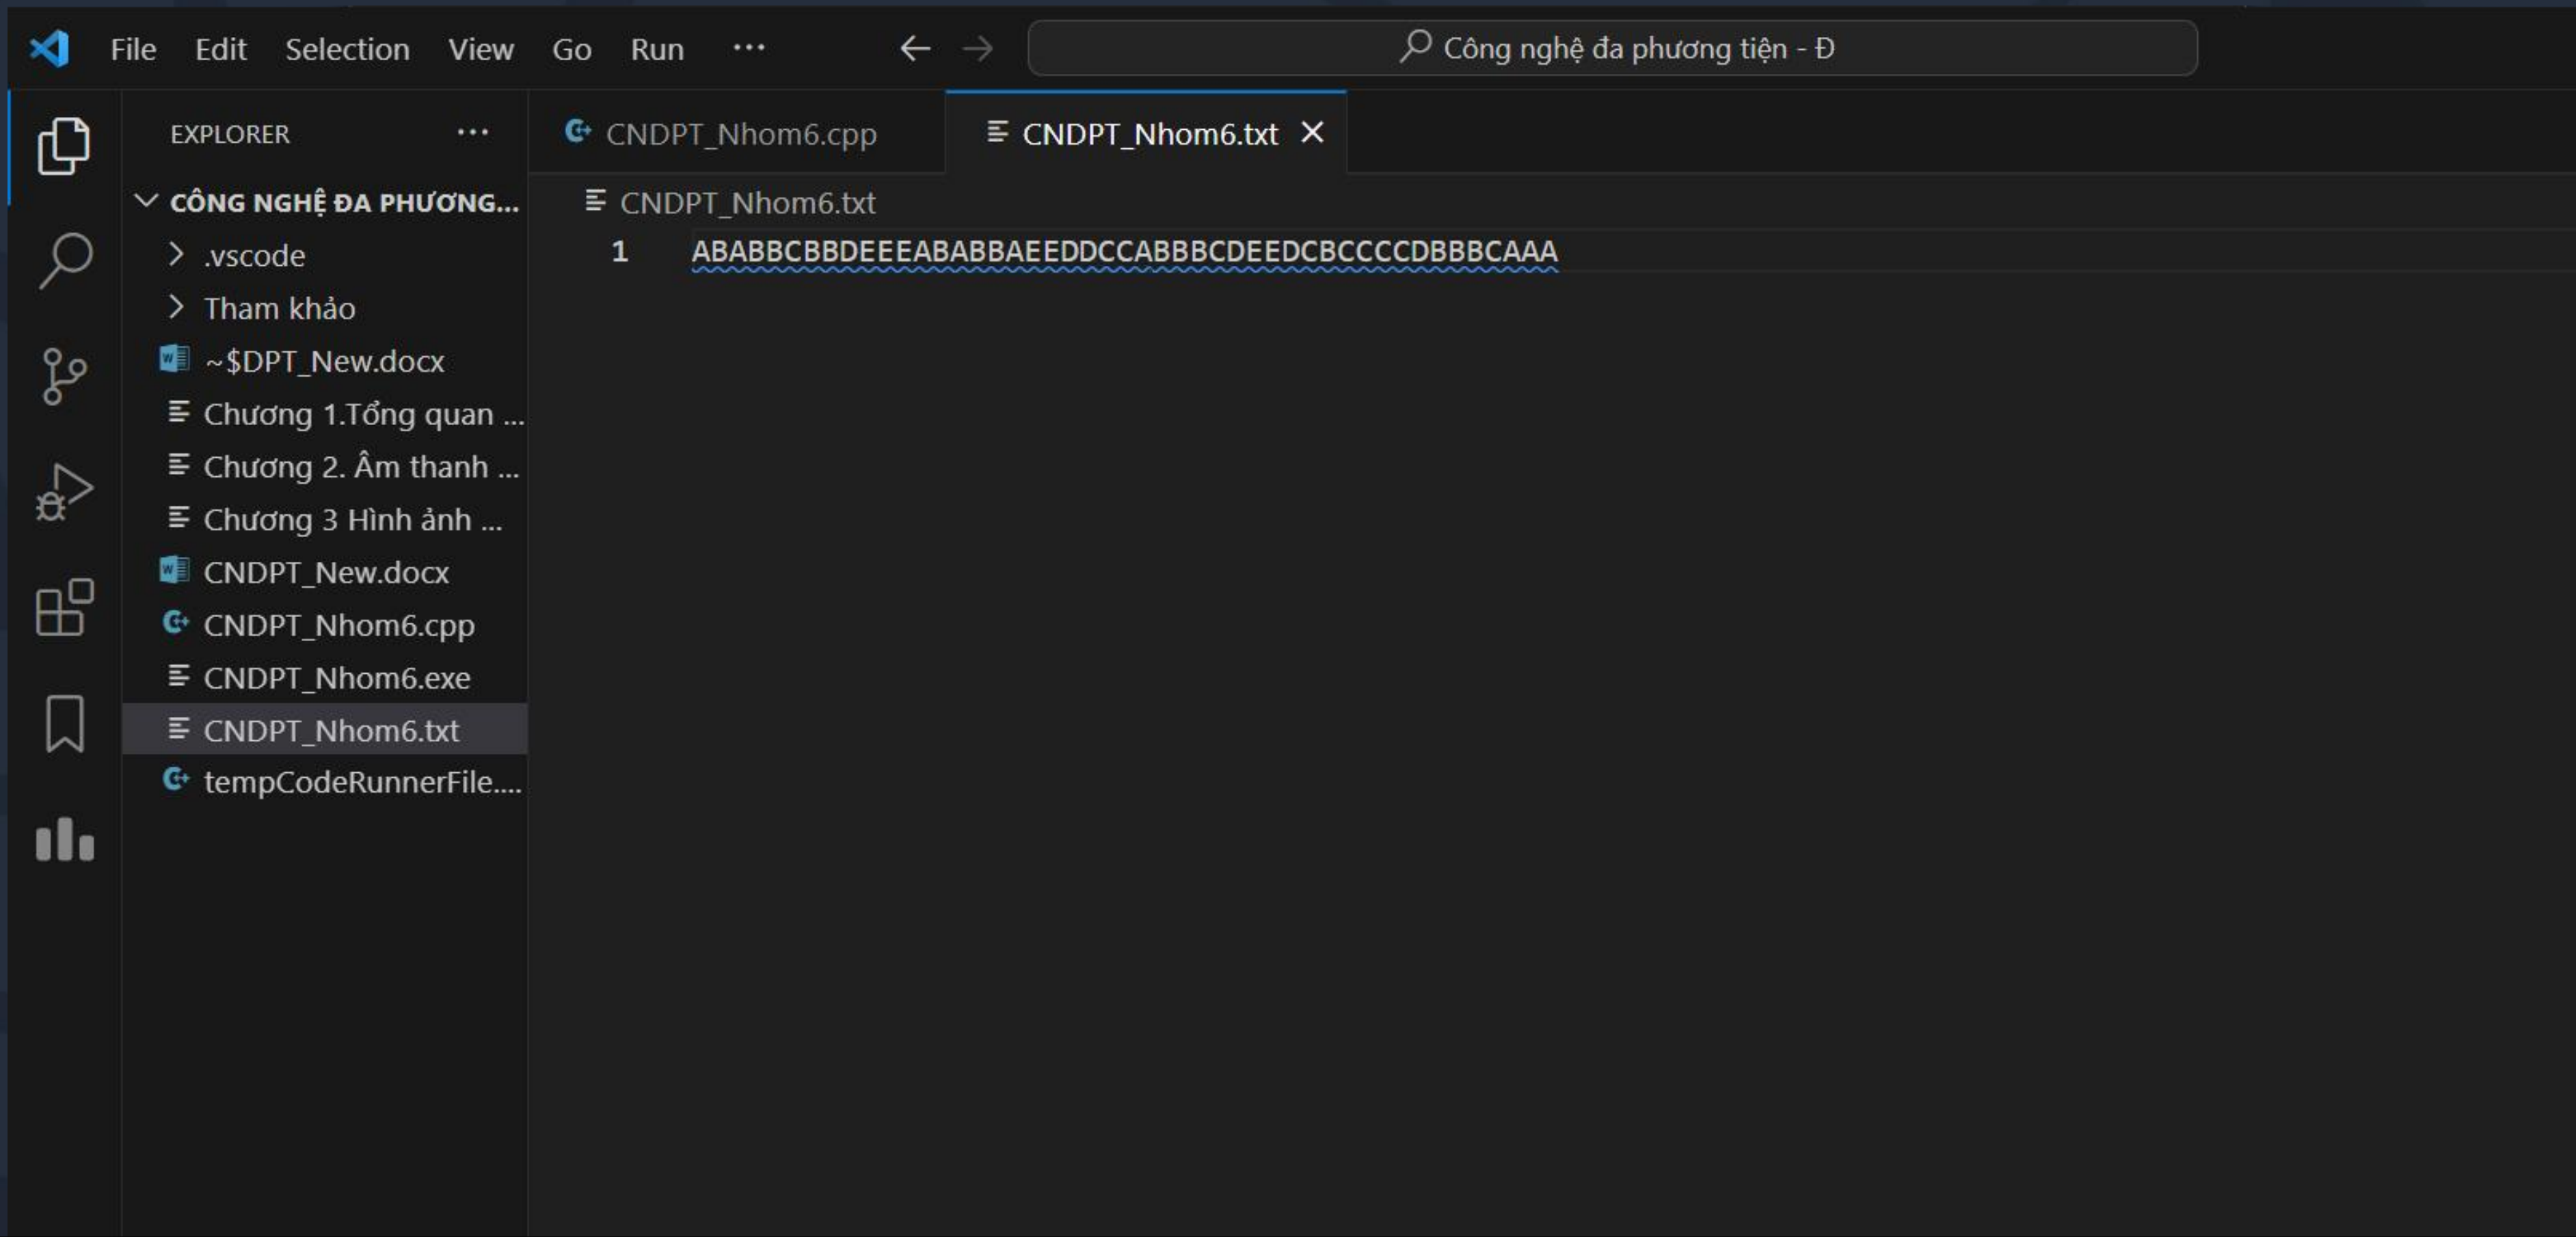 File Edit Selection View Go Run ...
Công nghệ đa phương tiện - Đ
EXPLORER ...
CNDPT_Nhom6.cpp
CNDPT_Nhom6.txt
CÔNG NGHỆ ĐA PHƯƠNG...
.vscode
Tham khảo
~$DPT_New.docx
Chương 1.Tổng quan ...
Chương 2. Âm thanh ...
Chương 3 Hình ảnh ...
CNDPT_New.docx
CNDPT_Nhom6.cpp
CNDPT_Nhom6.exe
CNDPT_Nhom6.txt
tempCodeRunnerFile....
CNDPT_Nhom6.txt
1 ABABBCBBDEEEABABBAEEDDCCABBBCDEEDCBCCCCDBBBCAAA